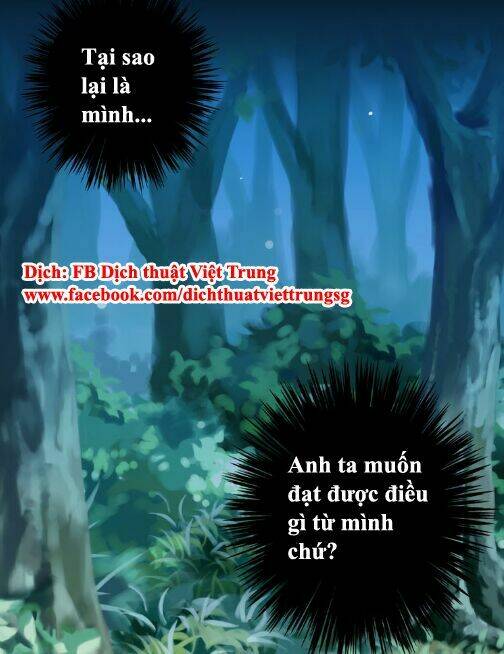 Tại sao
lại là
mình...
Dịch: FB Dịch thuật Việt Trung
www.facebook.com/dichthuatviettrungsg
Anh ta muốn
đạt được điều
gì từ mình
chứ?